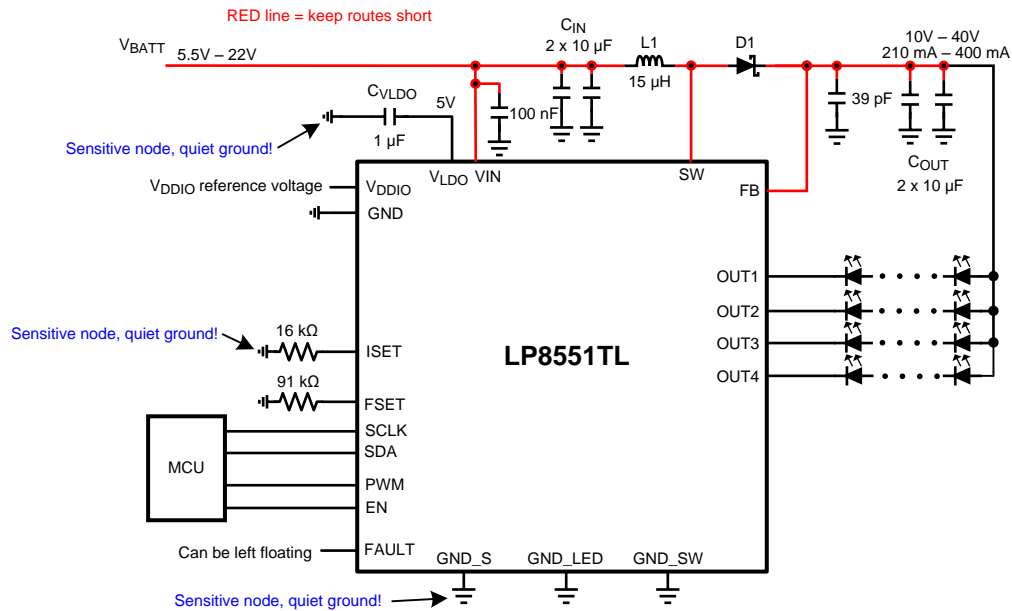 RED line = keep routes short
VBATT
5.5V – 22V
CIN
2 x 10 µF
L1
15 µH
D1
10V – 40V
210 mA – 400 mA
CVLDO
5V
1 µF
100 nF
39 pF
Sensitive node, quiet ground!
COUT
2 x 10 µF
VLDO
VIN
SW
FB
VDDIO reference voltage
VDDIO
GND
OUT1
OUT2
OUT3
OUT4
Sensitive node, quiet ground!
16 kΩ
ISET
LP8551TL
91 kΩ
FSET
MCU
SCLK
SDA
PWM
EN
Can be left floating
FAULT
GND_S
GND_LED
GND_SW
Sensitive node, quiet ground!